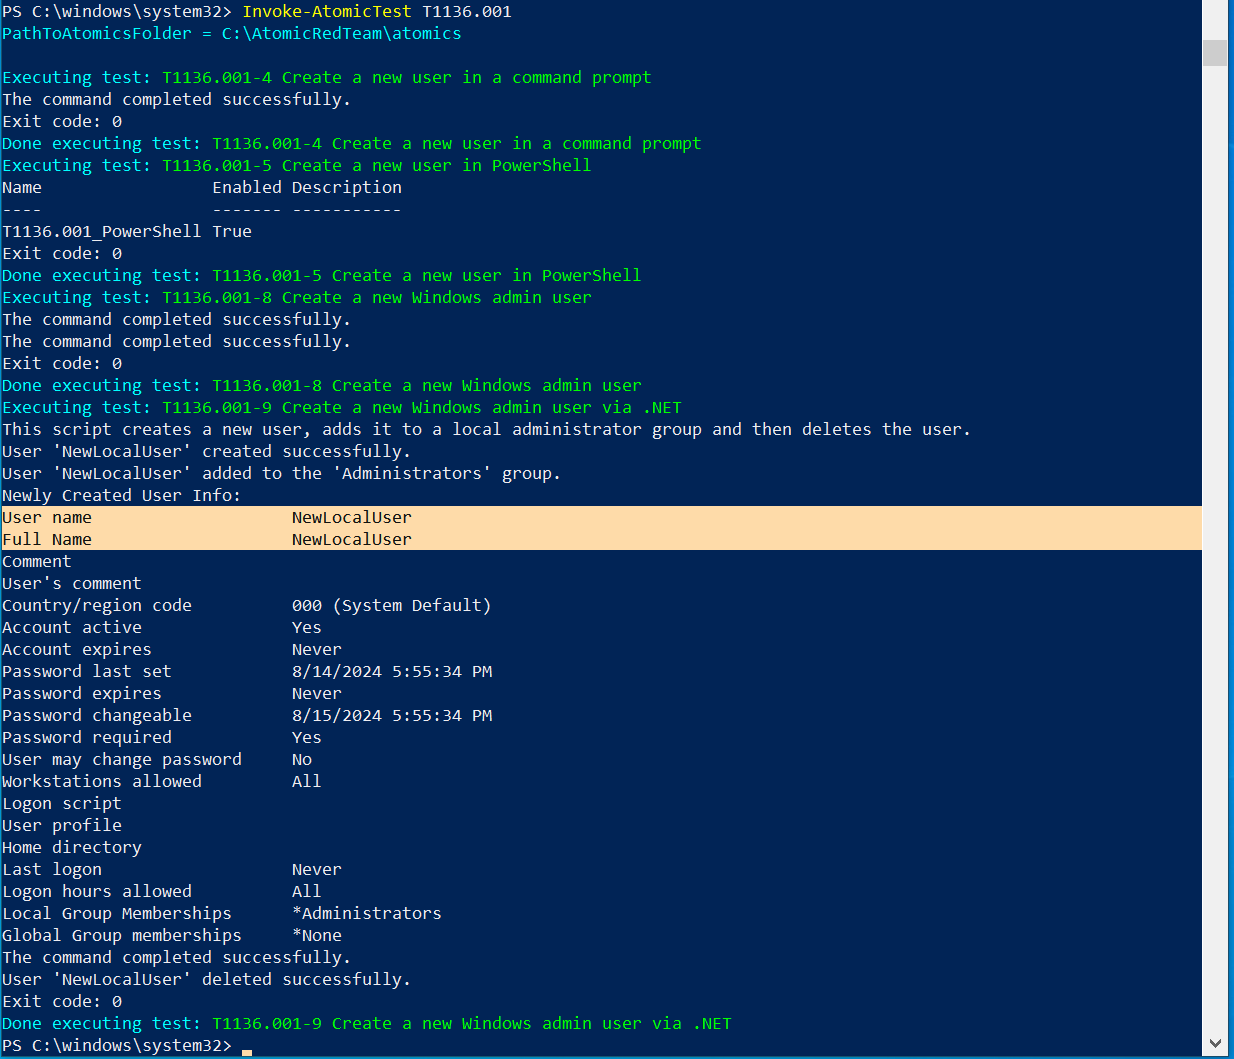 PS C:\windows\system32> Invoke-AtomicTest T1136.001
PathToAtomicsFolder = C:\AtomicRedTeam\atomics
Executing test: T1136.001-4 Create a new user in a command prompt
The command completed successfully.
Exit code: 0
Done executing test: T1136.001-4 Create a new user in a command prompt
Executing test: T1136.001-5 Create a new user in PowerShell
Name                 Enabled Description
----                 ------- -----------
T1136.001_PowerShell True
Exit code: 0
Done executing test: T1136.001-5 Create a new user in PowerShell
Executing test: T1136.001-8 Create a new Windows admin user
The command completed successfully.
The command completed successfully.
Exit code: 0
Done executing test: T1136.001-8 Create a new Windows admin user
Executing test: T1136.001-9 Create a new Windows admin user via .NET
This script creates a new user, adds it to a local administrator group and then deletes the user.
User 'NewLocalUser' created successfully.
User 'NewLocalUser' added to the 'Administrators' group.
Newly Created User Info:
User name                    NewLocalUser
Full Name                    NewLocalUser
Comment
User's comment
Country/region code          000 (System Default)
Account active               Yes
Account expires              Never
Password last set            8/14/2024 5:55:34 PM
Password expires             Never
Password changeable          8/15/2024 5:55:34 PM
Password required            Yes
User may change password     No
Workstations allowed         All
Logon script
User profile
Home directory
Last logon                   Never
Logon hours allowed          All
Local Group Memberships      *Administrators
Global Group memberships     *None
The command completed successfully.
User 'NewLocalUser' deleted successfully.
Exit code: 0
Done executing test: T1136.001-9 Create a new Windows admin user via .NET
PS C:\windows\system32>